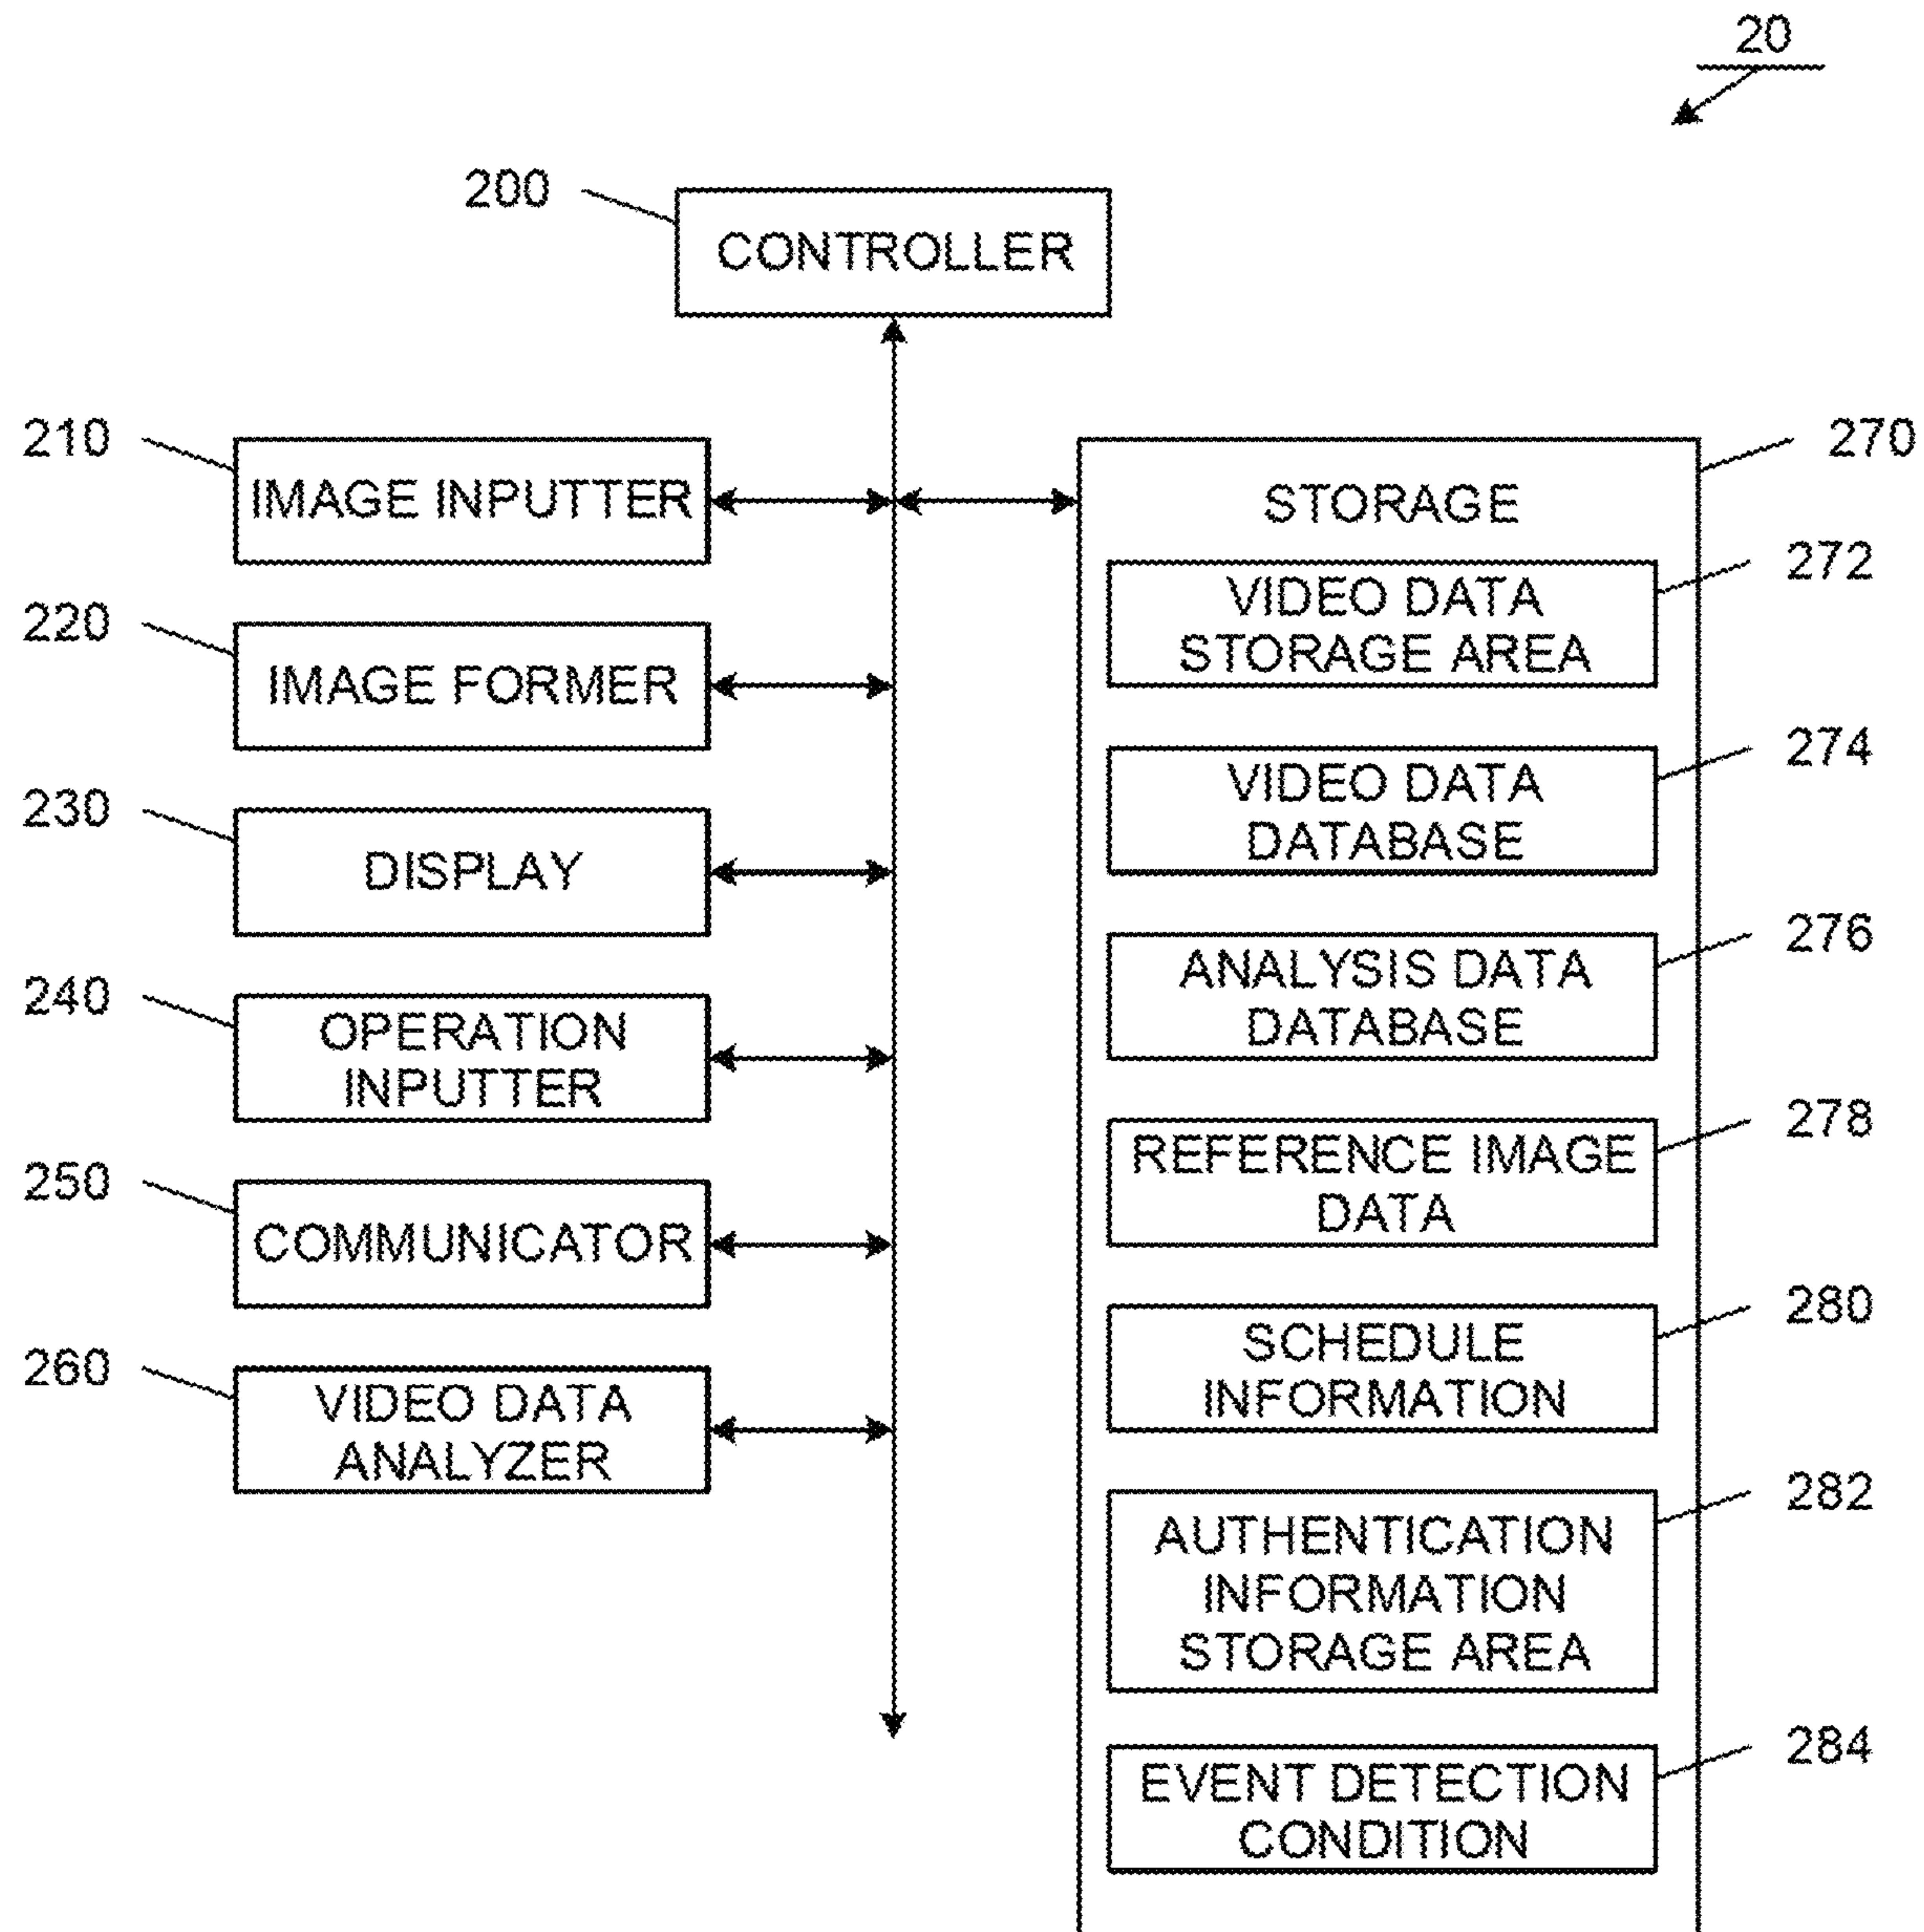 20
200
CONTROLLER
210
IMAGE INPUTTER
220
IMAGE FORMER
230
DISPLAY
240
OPERATION
INPUTTER
250
COMMUNICATOR
260
VIDEO DATA
ANALYZER
270
STORAGE
272
VIDEO DATA
STORAGE AREA
274
VIDEO DATA
DATABASE
276
ANALYSIS DATA
DATABASE
278
REFERENCE IMAGE
DATA
280
SCHEDULE
INFORMATION
282
AUTHENTICATION
INFORMATION
STORAGE AREA
284
EVENT DETECTION
CONDITION